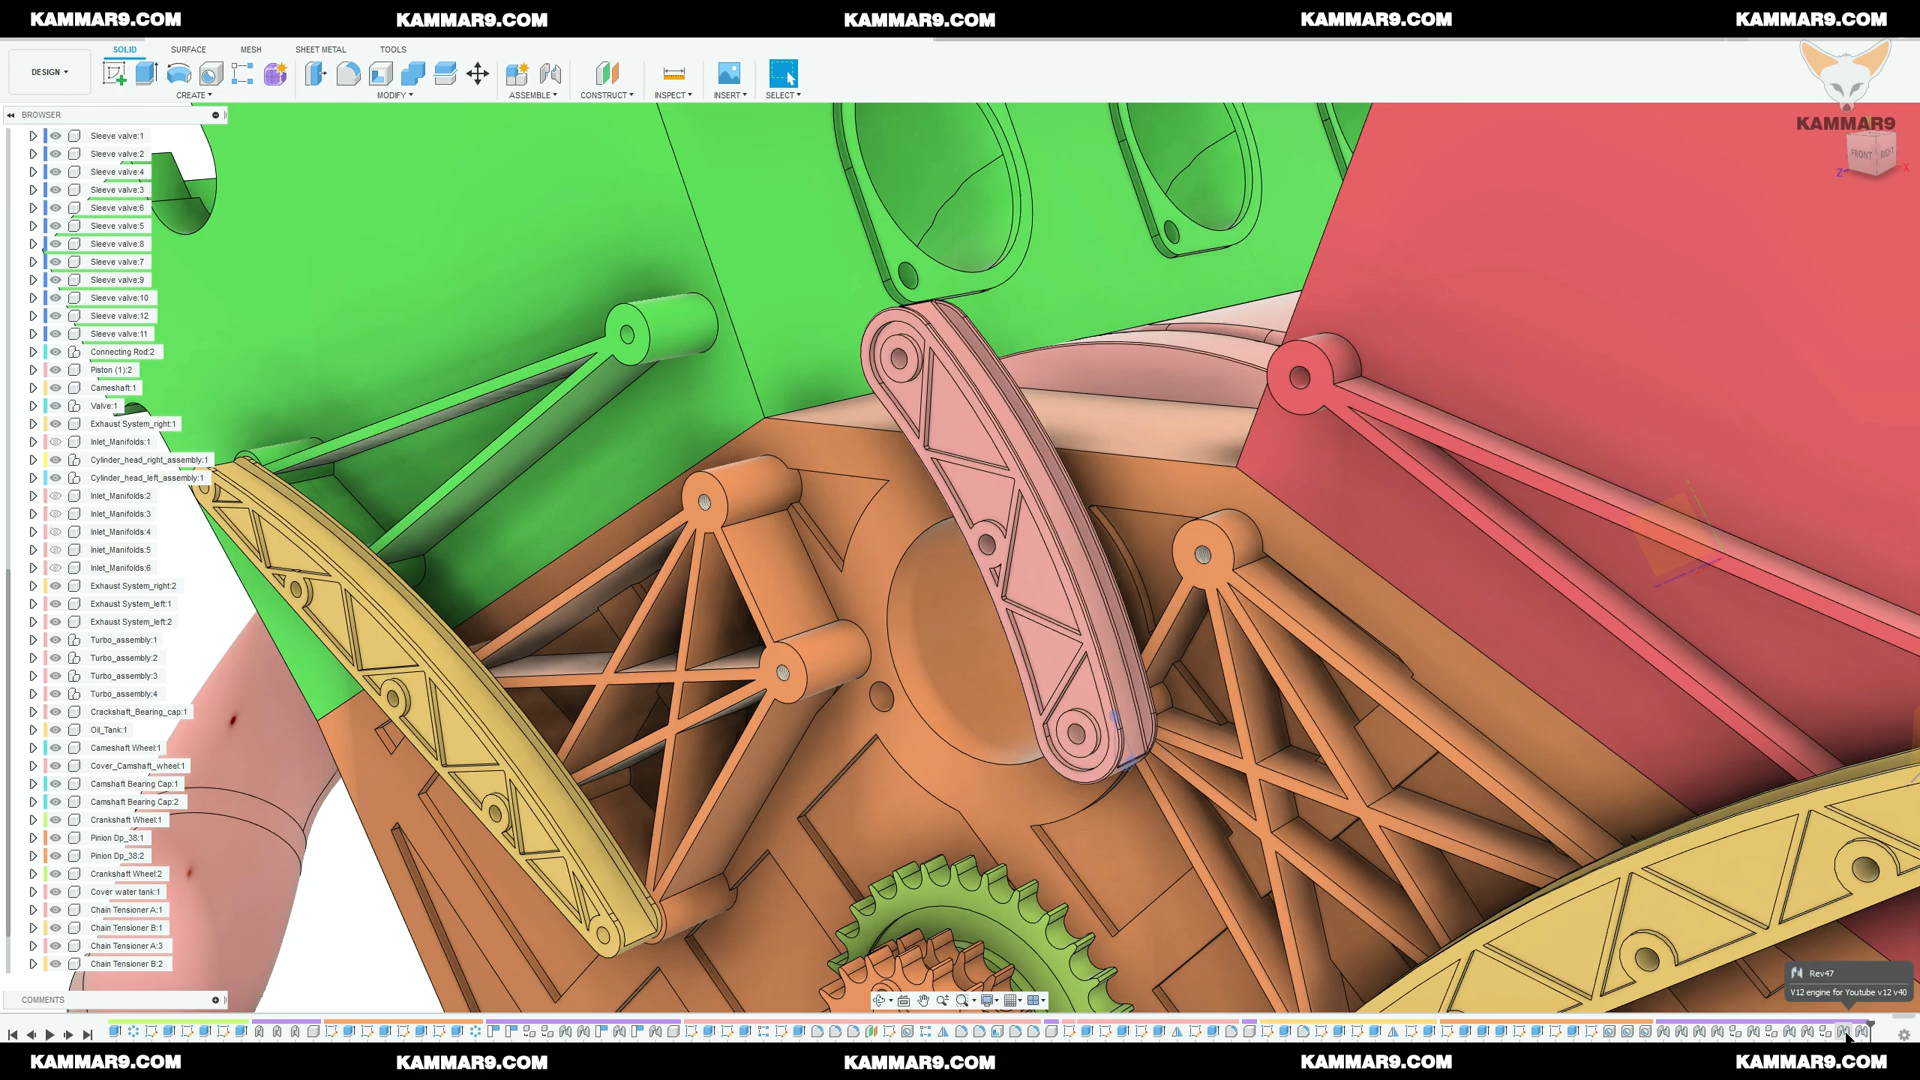 KAMMAR9.COM KAMMAR9.COM KAMMAR9.COM KAMMAR9.COM KAMMAR9.COM
SOLID SURFACE MESH SHEET METAL TOOLS
DESIGN
CREATE MODIFY ASSEMBLE CONSTRUCT INSPECT INSERT SELECT
BROWSER
KAMMAR9
FRONT RIGHT
Z X
Sleeve valve:1
Sleeve valve:2
Sleeve valve:4
Sleeve valve:3
Sleeve valve:6
Sleeve valve:5
Sleeve valve:8
Sleeve valve:7
Sleeve valve:9
Sleeve valve:10
Sleeve valve:12
Sleeve valve:11
Connecting Rod:2
Piston (1):2
Cameshaft:1
Valve:1
Exhaust System_right:1
Inlet_Manifolds:1
Cylinder_head_right_assembly:1
Cylinder_head_left_assembly:1
Inlet_Manifolds:2
Inlet_Manifolds:3
Inlet_Manifolds:4
Inlet_Manifolds:5
Inlet_Manifolds:6
Exhaust System_right:2
Exhaust System_left:1
Exhaust System_left:2
Turbo_assembly:1
Turbo_assembly:2
Turbo_assembly:3
Turbo_assembly:4
Crackshaft_Bearing_cap:1
Oil_Tank:1
Cameshaft Wheel:1
Cover_Camshaft_wheel:1
Camshaft Bearing Cap:1
Camshaft Bearing Cap:2
Crankshaft Wheel:1
Pinion Dp_38:1
Pinion Dp_38:2
Crankshaft Wheel:2
Cover water tank:1
Chain Tensioner A:1
Chain Tensioner B:1
Chain Tensioner A:3
Chain Tensioner B:2
Rev47
V12 engine for Youtube v12 v40
COMMENTS
KAMMAR9.COM KAMMAR9.COM KAMMAR9.COM KAMMAR9.COM KAMMAR9.COM